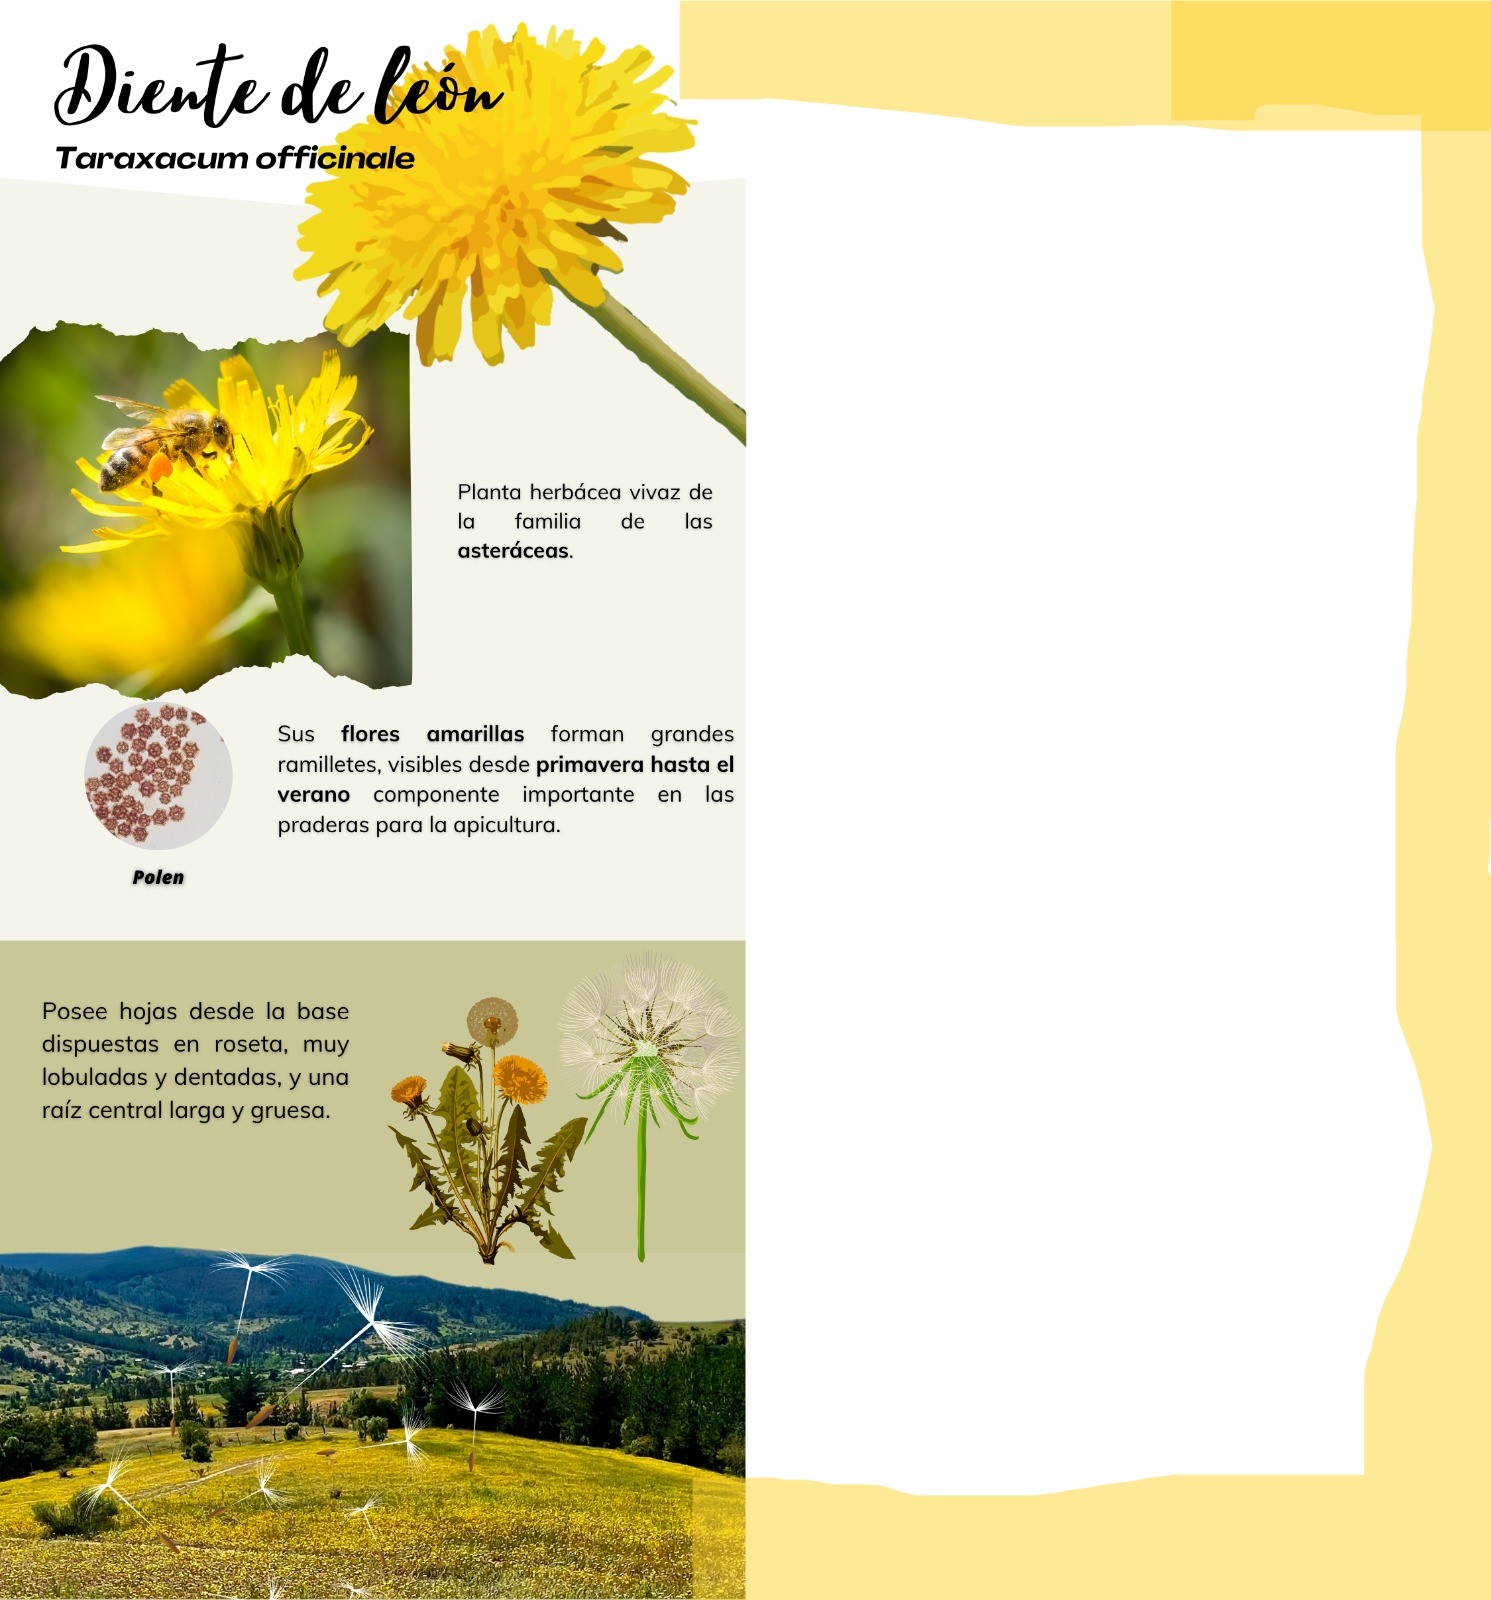 Diente de león
Taraxacum officinale
Planta herbácea vivaz de
la familia de las
asteráceas.
Sus flores amarillas forman grandes
ramilletes, visibles desde primavera hasta el
verano componente importante en las
praderas para la apicultura.
Polen
Posee hojas desde la base
dispuestas en roseta, muy
lobuladas y dentadas, y una
raíz central larga y gruesa.